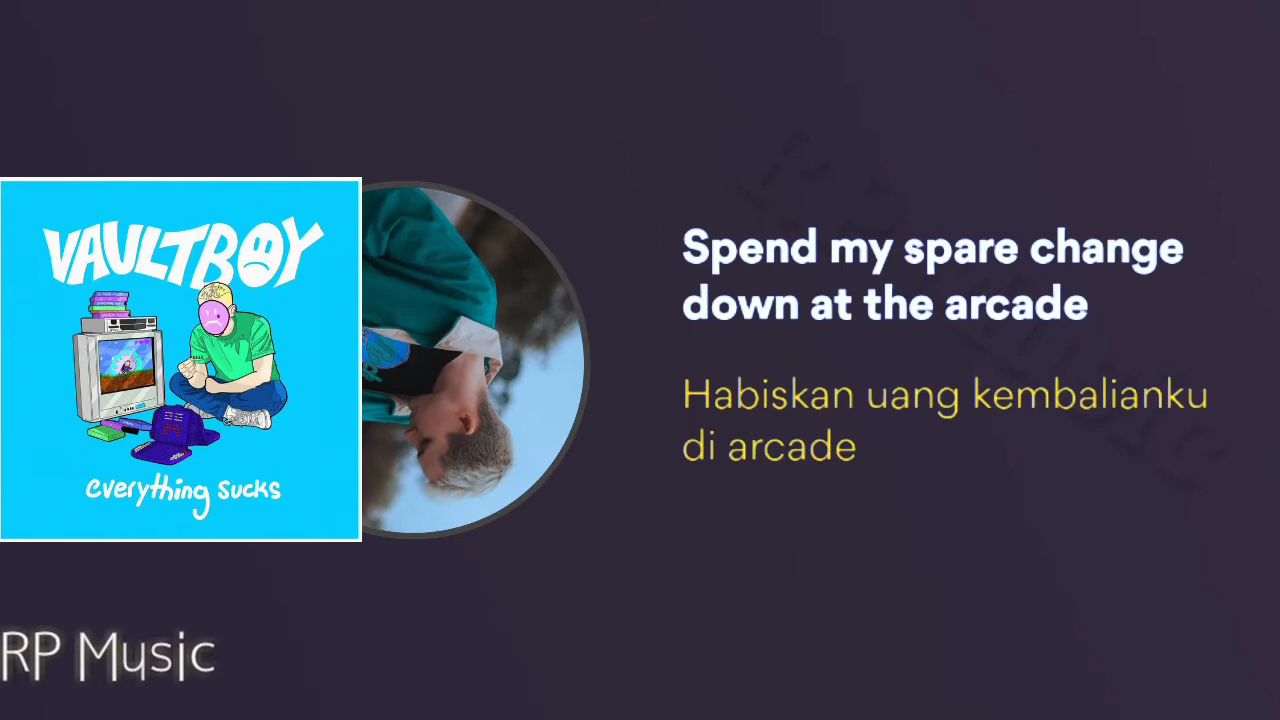 VAULTBOY
everything sucks
Spend my spare change
down at the arcade
Habiskan uang kembalianku
di arcade
RP Music